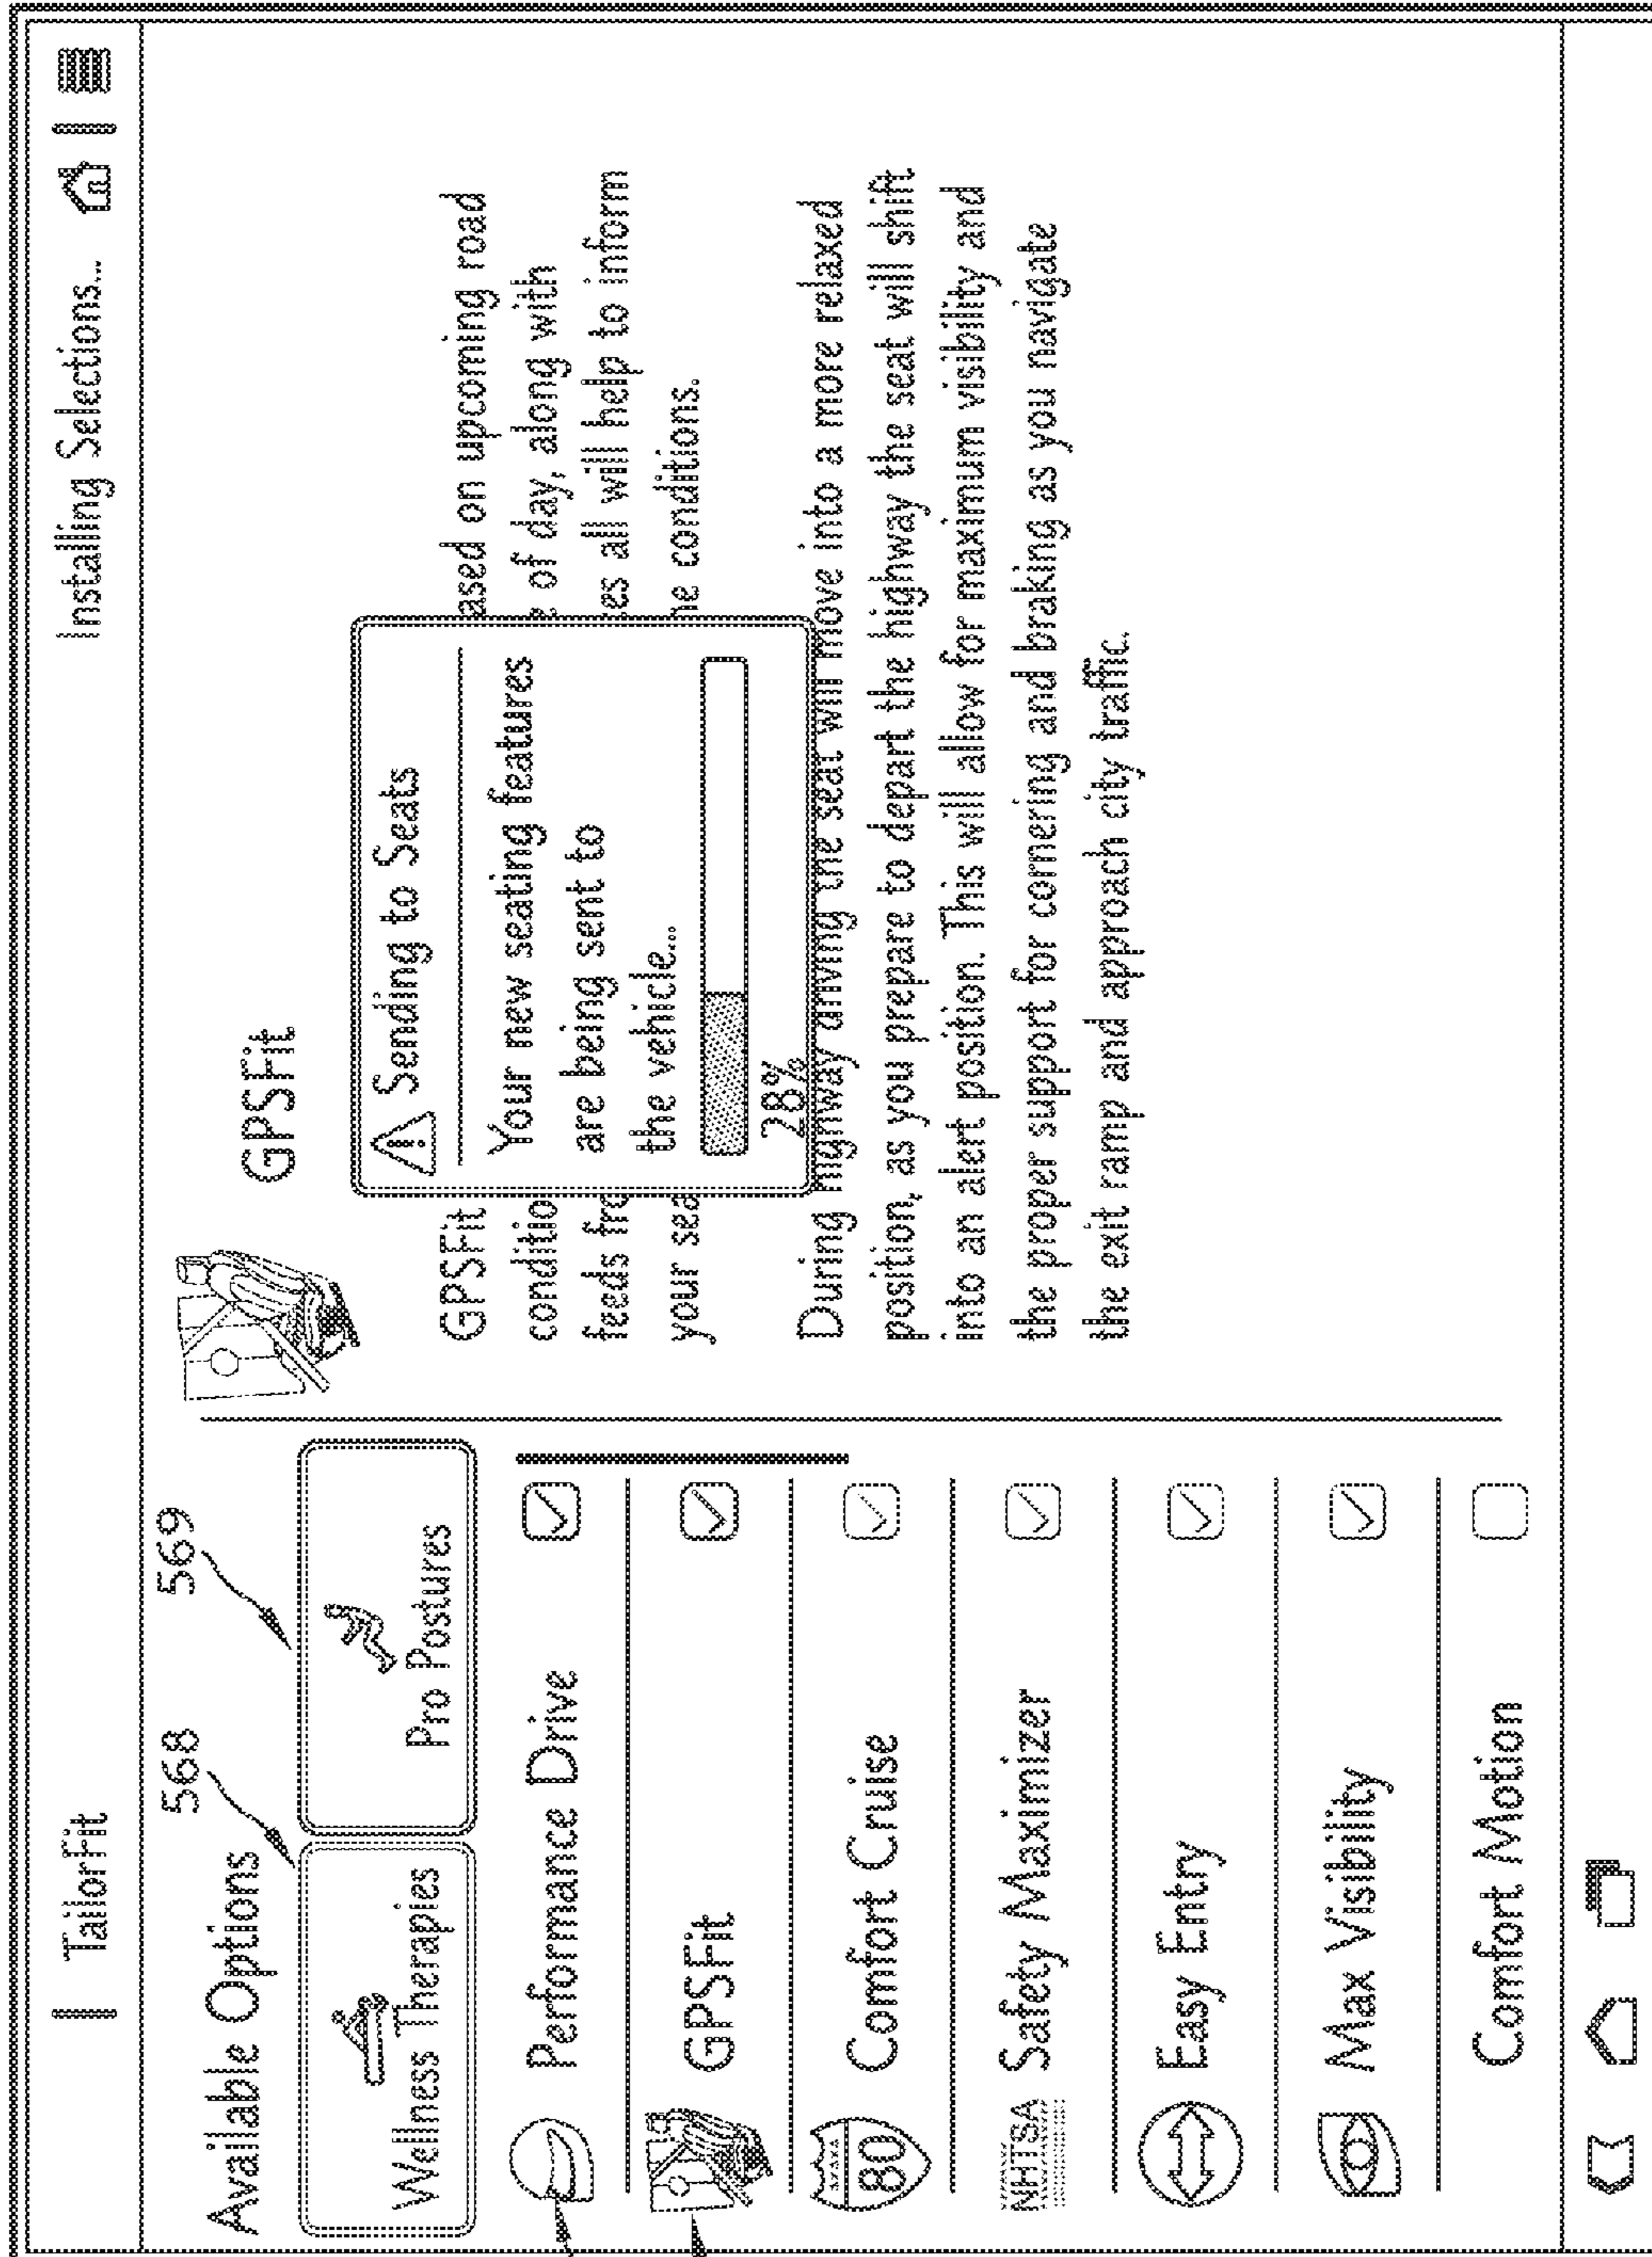 TailorFit
Installing Selections...
Available Options
568
569
Wellness Therapies
Pro Postures
Performance Drive
GPSFit
80
Comfort Cruise
NHTSA
Safety Maximizer
Easy Entry
Max Visibility
Comfort Motion
GPSFit
GPSFit ased on upcoming road
conditio e of day, along with
feeds fro es all will help to inform
your sea he conditions.
Sending to Seats
Your new seating features
are being sent to
the vehicle...
28%
During highway driving the seat will move into a more relaxed
position, as you prepare to depart the highway the seat will shift
into an alert position. This will allow for maximum visibility and
the proper support for cornering and braking as you navigate
the exit ramp and approach city traffic.